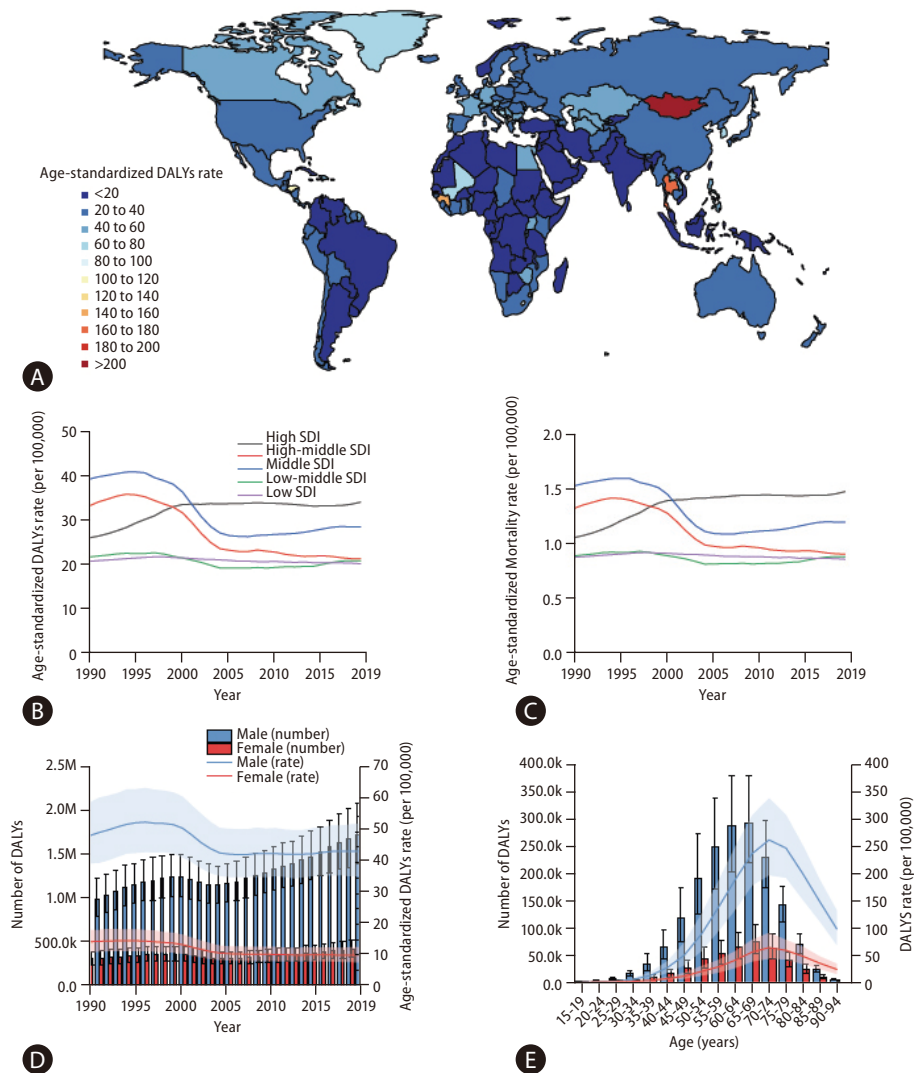 Age-standardized DALYs rate
<20
20 to 40
40 to 60
60 to 80
80 to 100
100 to 120
120 to 140
140 to 160
160 to 180
180 to 200
>200
A
Age-standardized DALYs rate (per 100,000)
50
40
30
20
10
0
High SDI
High-middle SDI
Middle SDI
Low-middle SDI
Low SDI
1990 1995 2000 2005 2010 2015 2019
Year
B
Age-standardized Mortality rate (per 100,000)
2.0
1.5
1.0
0.5
0.0
1990 1995 2000 2005 2010 2015 2019
Year
C
Male (number)
Female (number)
Male (rate)
Female (rate)
Number of DALYs
2.5M
2.0M
1.5M
1.0M
500.0k
0.0
70
60
50
40
30
20
10
0
Age-standardized DALYs rate (per 100,000)
1990 1995 2000 2005 2010 2015 2019
Year
D
Number of DALYs
400.0k
350.0k
300.0k
250.0k
200.0k
150.0k
100.0k
50.0k
0.0
400
350
300
250
200
150
100
50
0
DALYS rate (per 100,000)
15-19 20-24 25-29 30-34 35-39 40-44 45-49 50-54 55-59 60-64 65-69 70-74 75-79 80-84 85-89 90-94
Age (years)
E